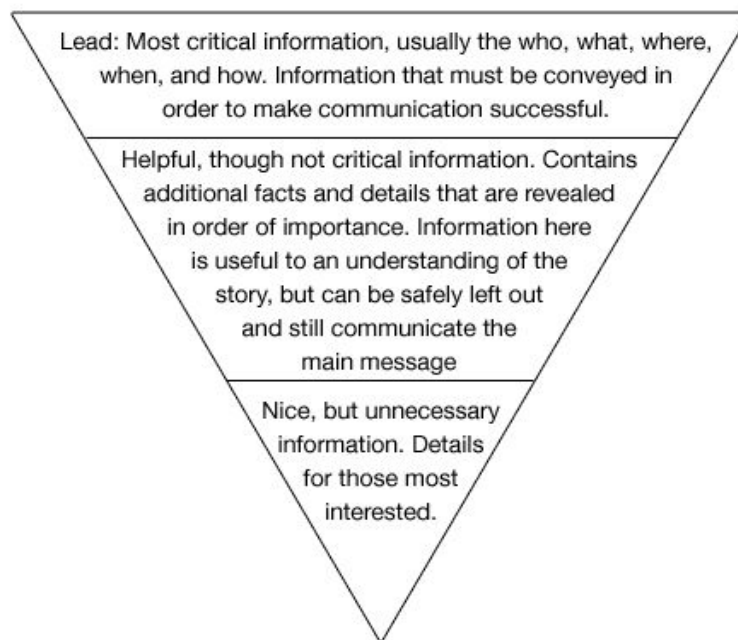 Lead: Most critical information, usually the who, what, where,
when, and how. Information that must be conveyed in
order to make communication successful.
Helpful, though not critical information. Contains
additional facts and details that are revealed
in order of importance. Information here
is useful to an understanding of the
story, but can be safely left out
and still communicate the
main message
Nice, but unnecessary
information. Details
for those most
interested.